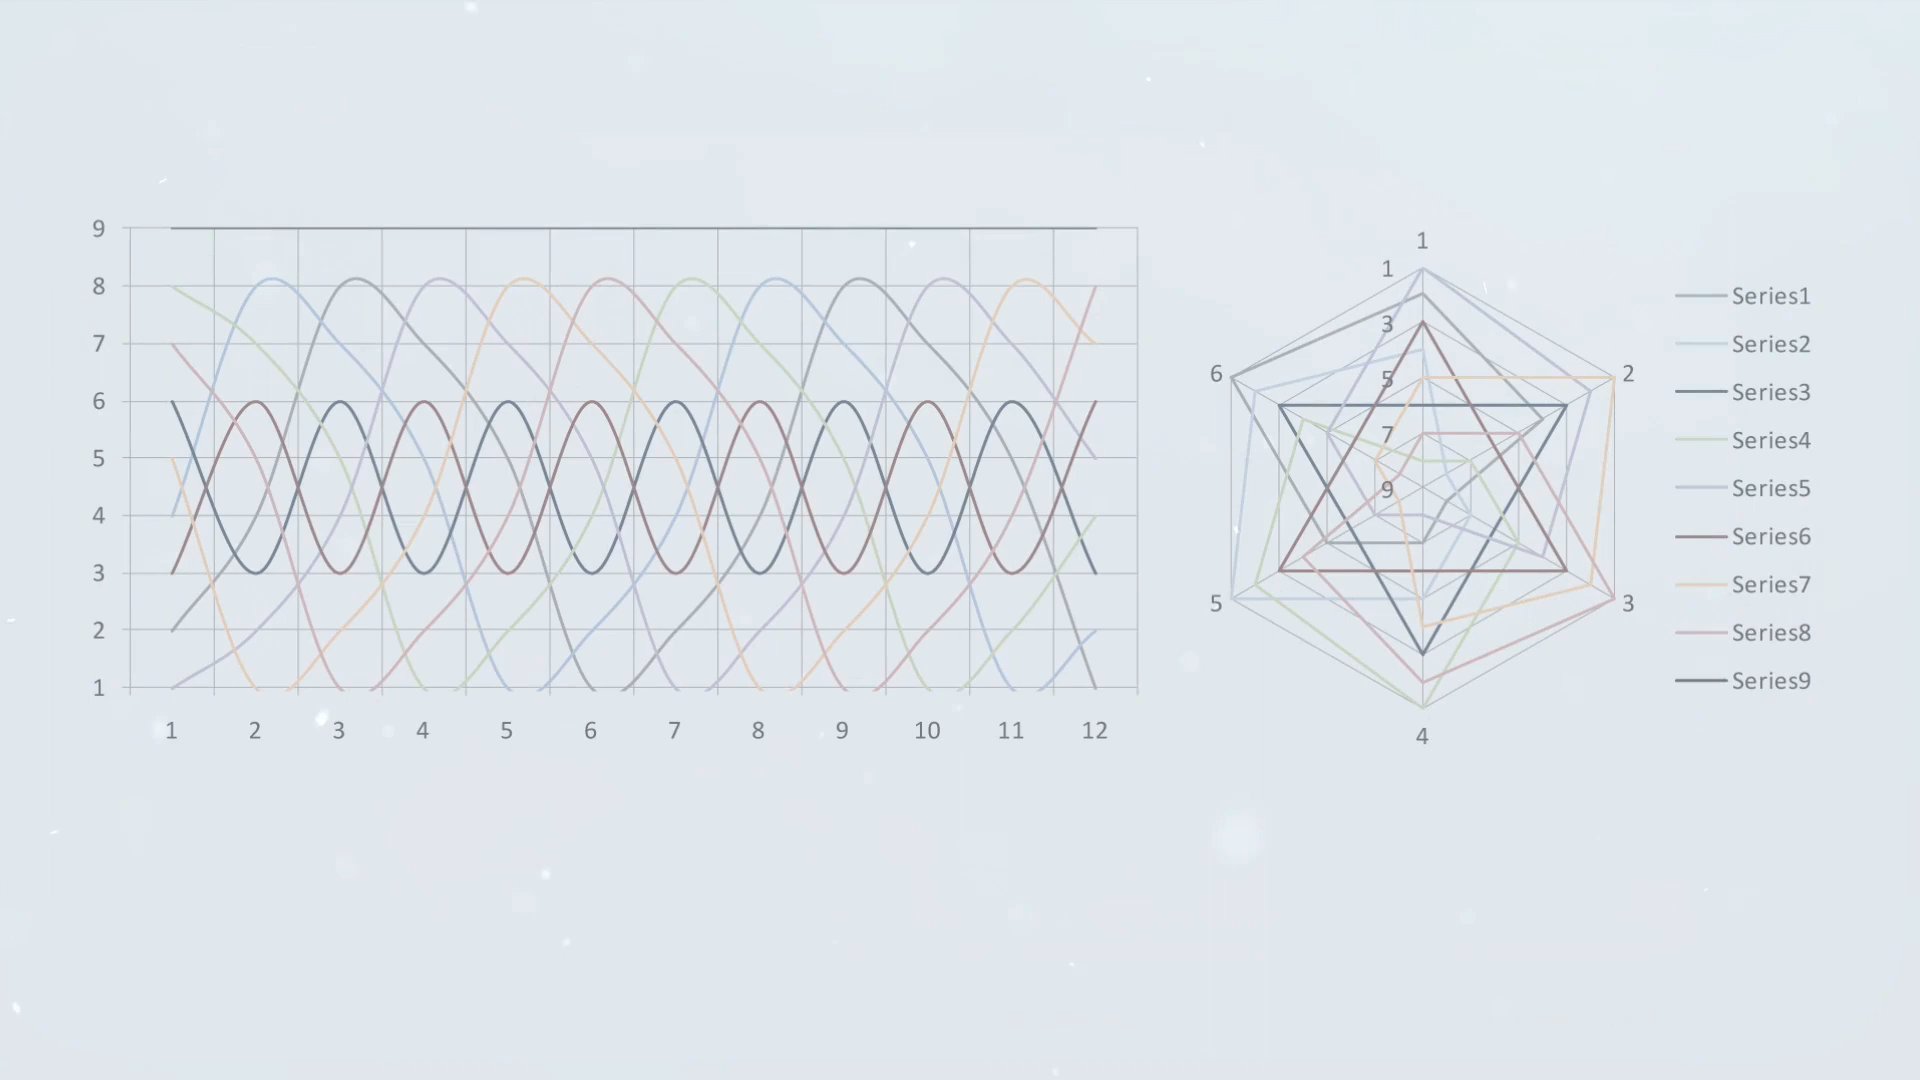 9
8
7
6
5
4
3
2
1
1 2 3 4 5 6 7 8 9 10 11 12
1
1
3
5
7
9
2
3
4
5
6
Series1
Series2
Series3
Series4
Series5
Series6
Series7
Series8
Series9